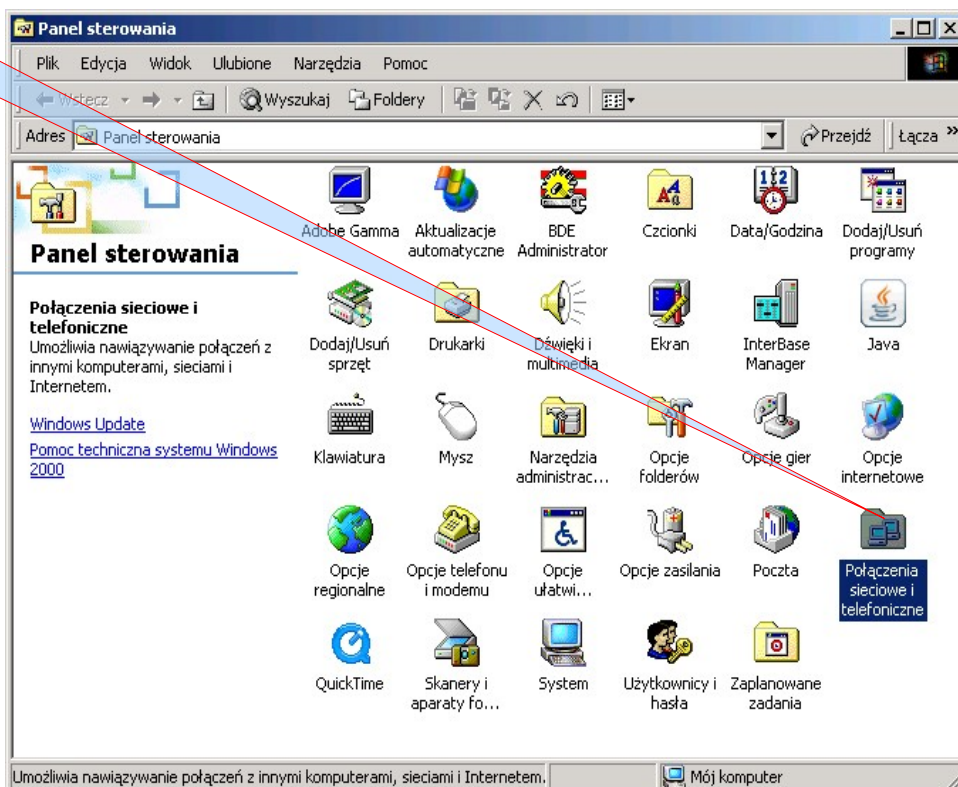 Panel sterowania
Plik Edycja Widok Ulubione Narzędzia Pomoc
Wstecz Wyszukaj Foldery
Adres Panel sterowania Przejdź Łącza »
Panel sterowania
Połączenia sieciowe i
telefoniczne
Umożliwia nawiązywanie połączeń z
innymi komputerami, sieciami i
Internetem.
Windows Update
Pomoc techniczna systemu Windows
2000
Adobe Gamma
Aktualizacje
automatyczne
BDE
Administrator
Czcionki
Data/Godzina
Dodaj/Usuń
programy
Dodaj/Usuń
sprzęt
Drukarki
Dźwięki i
multimedia
Ekran
InterBase
Manager
Java
Klawiatura
Mysz
Narzędzia
administrac...
Opcje
folderów
Opcje gier
Opcje
internetowe
Opcje
regionalne
Opcje telefonu
i modemu
Opcje
ułatwi...
Opcje zasilania
Poczta
Połączenia
sieciowe i
telefoniczne
QuickTime
Skanery i
aparaty fo...
System
Użytkownicy i
hasła
Zaplanowane
zadania
Umożliwia nawiązywanie połączeń z innymi komputerami, sieciami i Internetem. Mój komputer